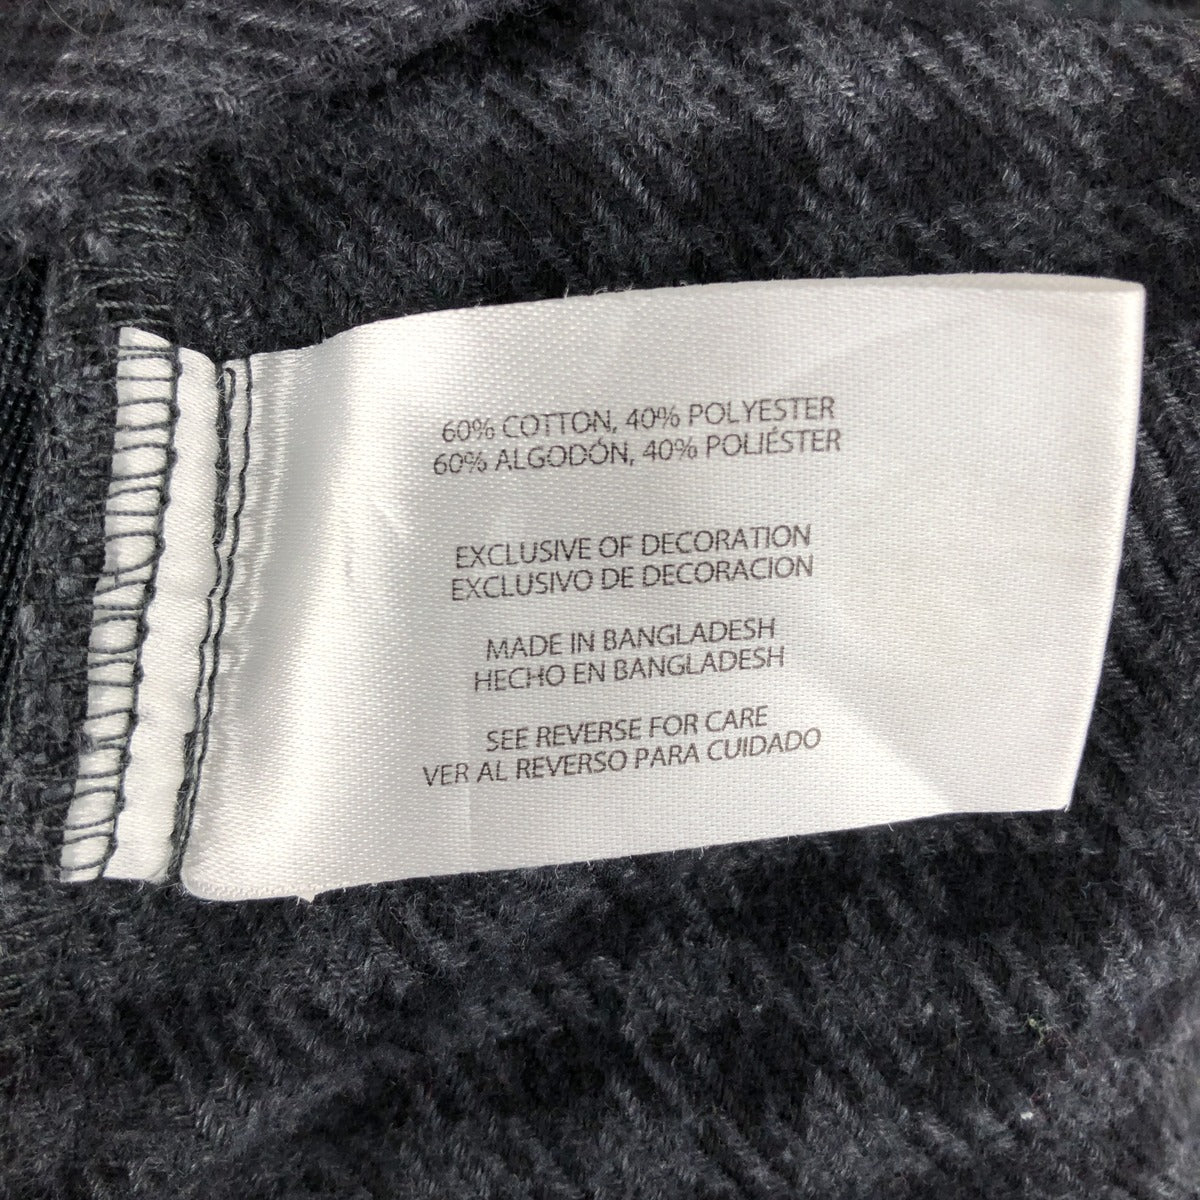 60% COTTON, 40% POLYESTER
60% ALGODÓN, 40% POLIÉSTER
EXCLUSIVE OF DECORATION
EXCLUSIVO DE DECORACION
MADE IN BANGLADESH
HECHO EN BANGLADESH
SEE REVERSE FOR CARE
VER AL REVERSO PARA CUIDADO